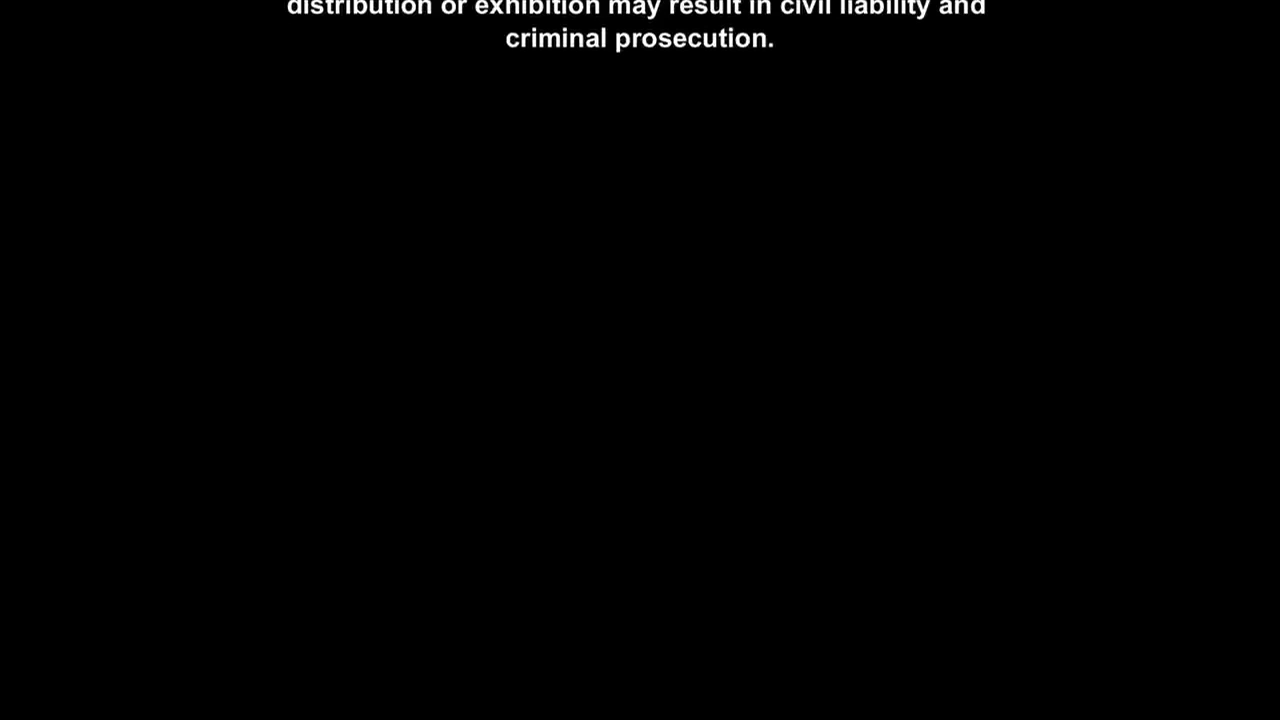 distribution or exhibition may result in civil liability and
criminal prosecution.